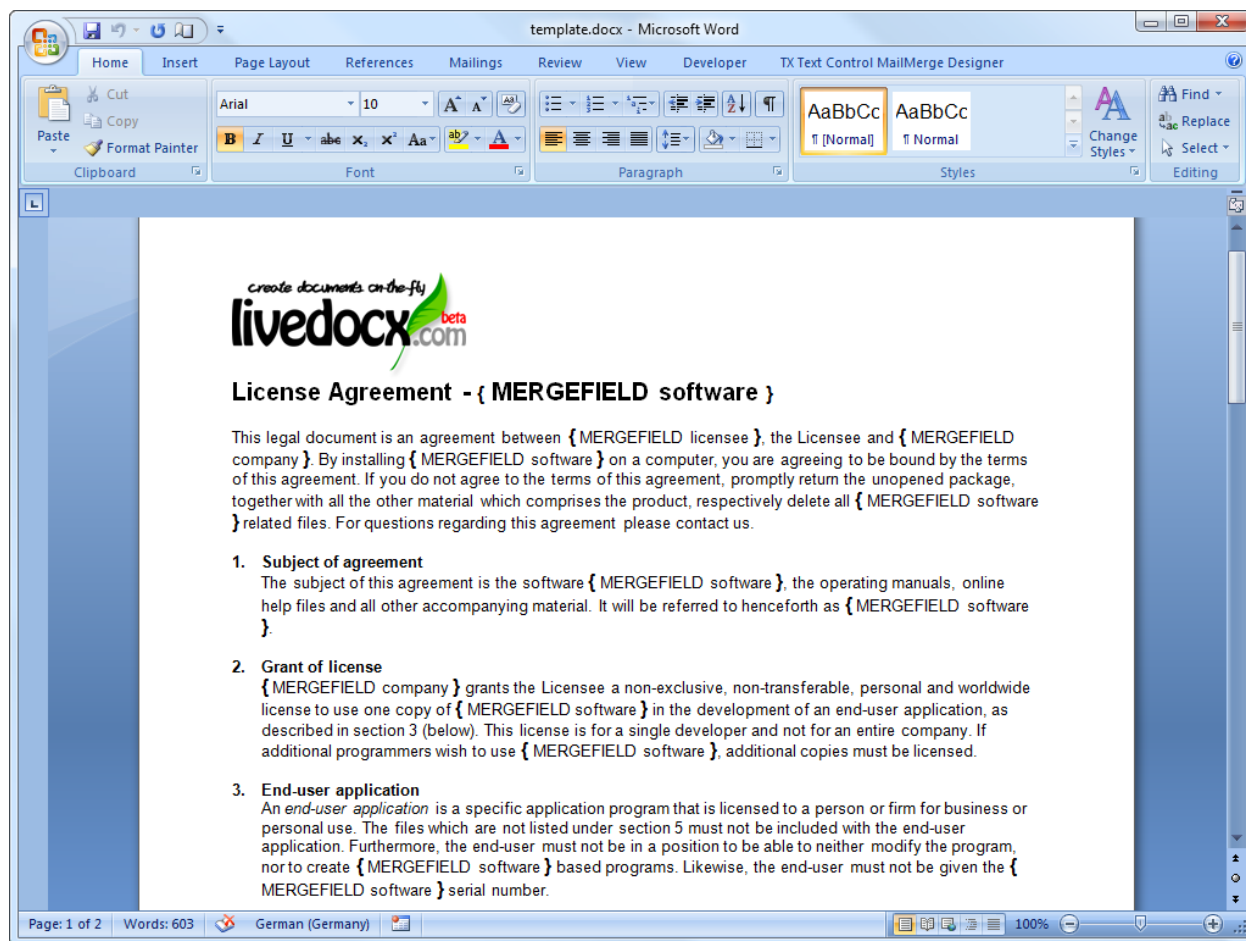 template.docx - Microsoft Word
Home Insert Page Layout References Mailings Review View Developer TX Text Control MailMerge Designer
Paste
Cut
Copy
Format Painter
Clipboard
Arial 10
B I U abc x₂ x² Aa
Font
Paragraph
AaBbCc AaBbCc
¶ [Normal] ¶ Normal
Change
Styles
Styles
Find
Replace
Select
Editing
create documents on-the-fly
livedocx.com
beta
License Agreement - { MERGEFIELD software }
This legal document is an agreement between { MERGEFIELD licensee }, the Licensee and { MERGEFIELD
company }. By installing { MERGEFIELD software } on a computer, you are agreeing to be bound by the terms
of this agreement. If you do not agree to the terms of this agreement, promptly return the unopened package,
together with all the other material which comprises the product, respectively delete all { MERGEFIELD software
} related files. For questions regarding this agreement please contact us.
1. Subject of agreement
The subject of this agreement is the software { MERGEFIELD software }, the operating manuals, online
help files and all other accompanying material. It will be referred to henceforth as { MERGEFIELD software
}.
2. Grant of license
{ MERGEFIELD company } grants the Licensee a non-exclusive, non-transferable, personal and worldwide
license to use one copy of { MERGEFIELD software } in the development of an end-user application, as
described in section 3 (below). This license is for a single developer and not for an entire company. If
additional programmers wish to use { MERGEFIELD software }, additional copies must be licensed.
3. End-user application
An end-user application is a specific application program that is licensed to a person or firm for business or
personal use. The files which are not listed under section 5 must not be included with the end-user
application. Furthermore, the end-user must not be in a position to be able to neither modify the program,
nor to create { MERGEFIELD software } based programs. Likewise, the end-user must not be given the {
MERGEFIELD software } serial number.
Page: 1 of 2 Words: 603 German (Germany) 100%